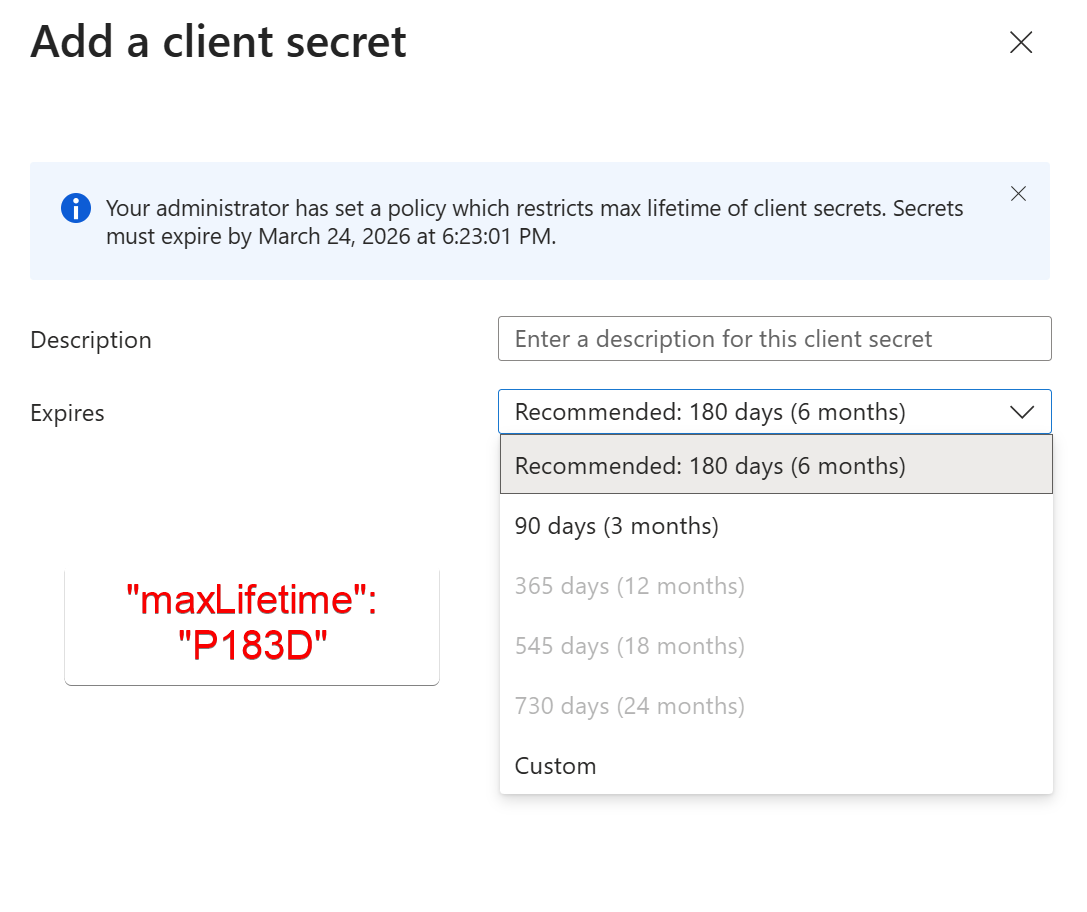 Add a client secret
Your administrator has set a policy which restricts max lifetime of client secrets. Secrets
must expire by March 24, 2026 at 6:23:01 PM.
Description
Enter a description for this client secret
Expires
Recommended: 180 days (6 months)
Recommended: 180 days (6 months)
90 days (3 months)
365 days (12 months)
545 days (18 months)
730 days (24 months)
Custom
"maxLifetime":
"P183D"